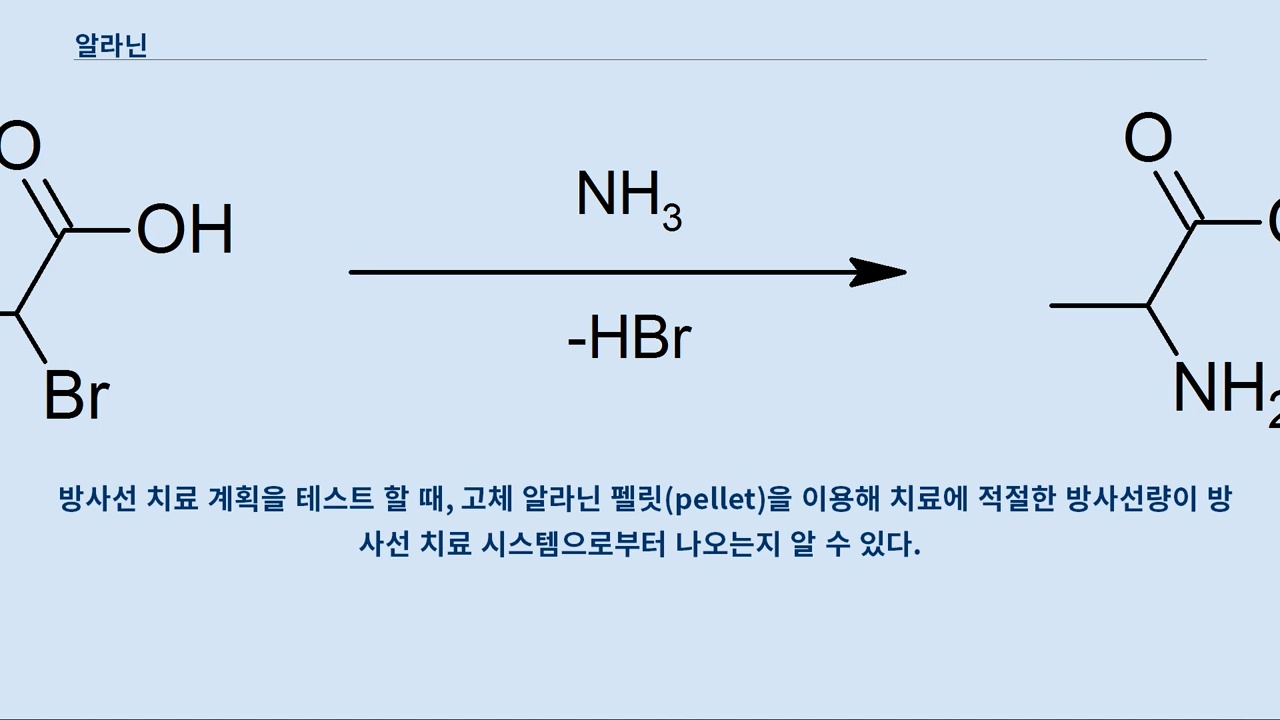 알라닌
O
OH
Br
NH3
-HBr
O
NH2
방사선 치료 계획을 테스트 할 때, 고체 알라닌 펠릿(pellet)을 이용해 치료에 적절한 방사선량이 방
사선 치료 시스템으로부터 나오는지 알 수 있다.